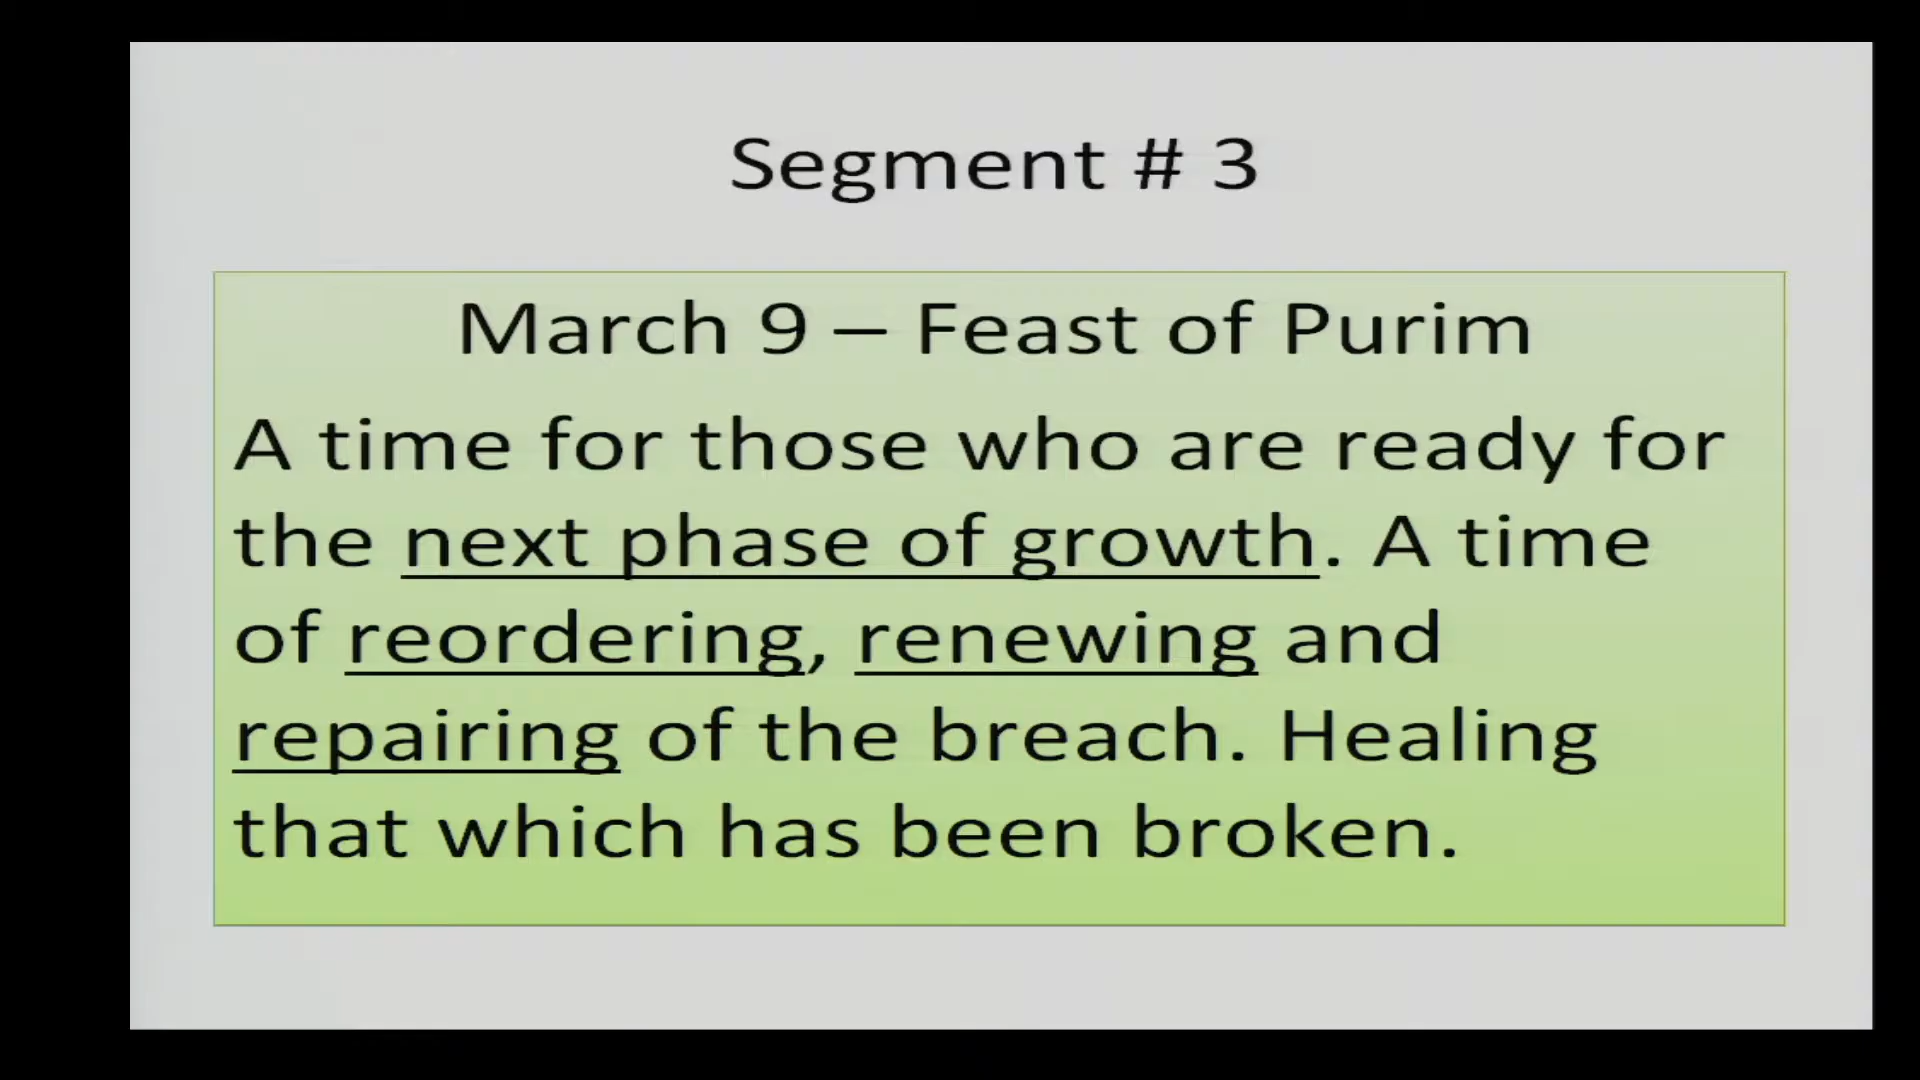 Segment # 3
March 9 – Feast of Purim
A time for those who are ready for
the next phase of growth. A time
of reordering, renewing and
repairing of the breach. Healing
that which has been broken.